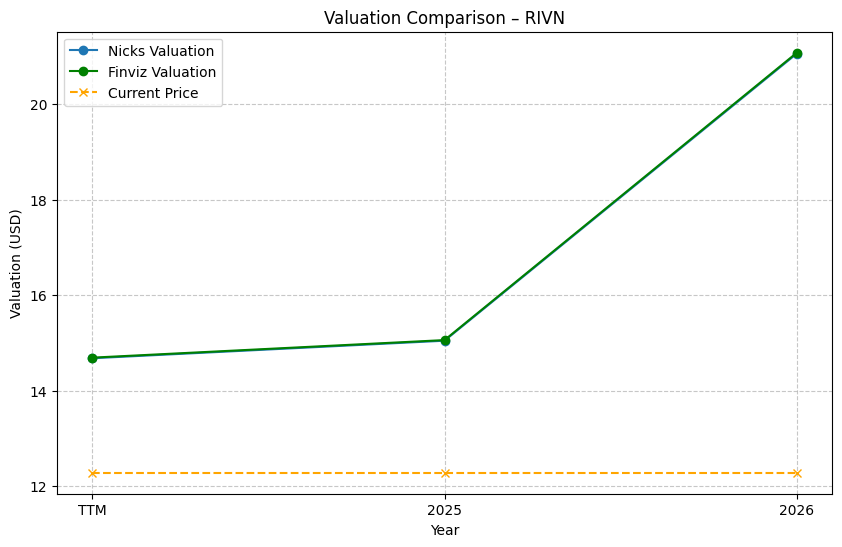 Valuation Comparison – RIVN
Nicks Valuation
Finviz Valuation
Current Price
Valuation (USD)
20
18
16
14
12
TTM
2025
2026
Year